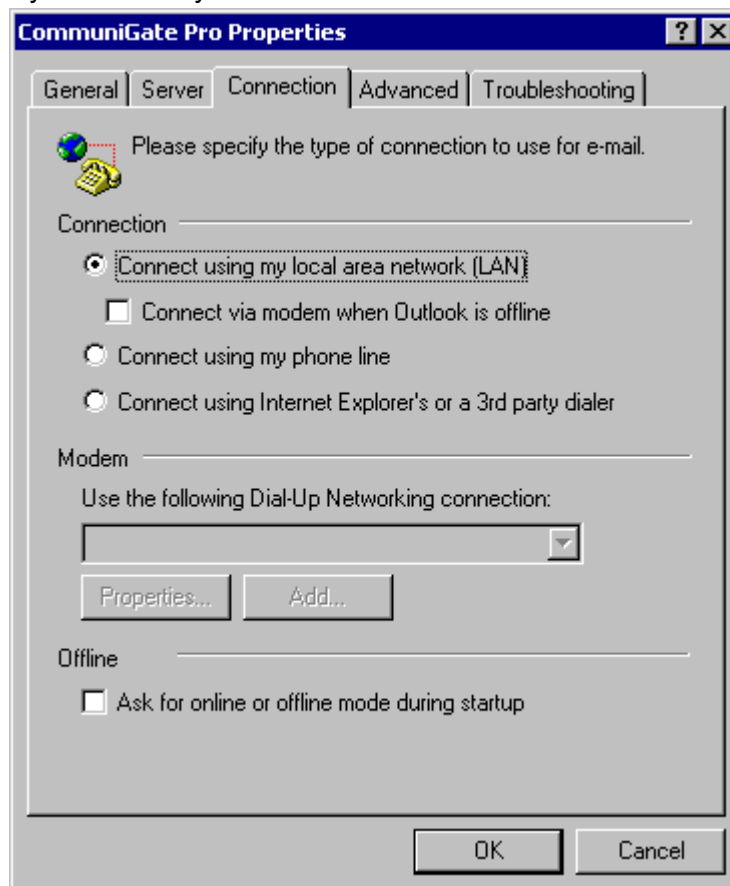 CommuniGate Pro Properties
General Server Connection Advanced Troubleshooting
Please specify the type of connection to use for e-mail.
Connection
Connect using my local area network (LAN)
Connect via modem when Outlook is offline
Connect using my phone line
Connect using Internet Explorer's or a 3rd party dialer
Modem
Use the following Dial-Up Networking connection:
Properties... Add...
Offline
Ask for online or offline mode during startup
OK Cancel